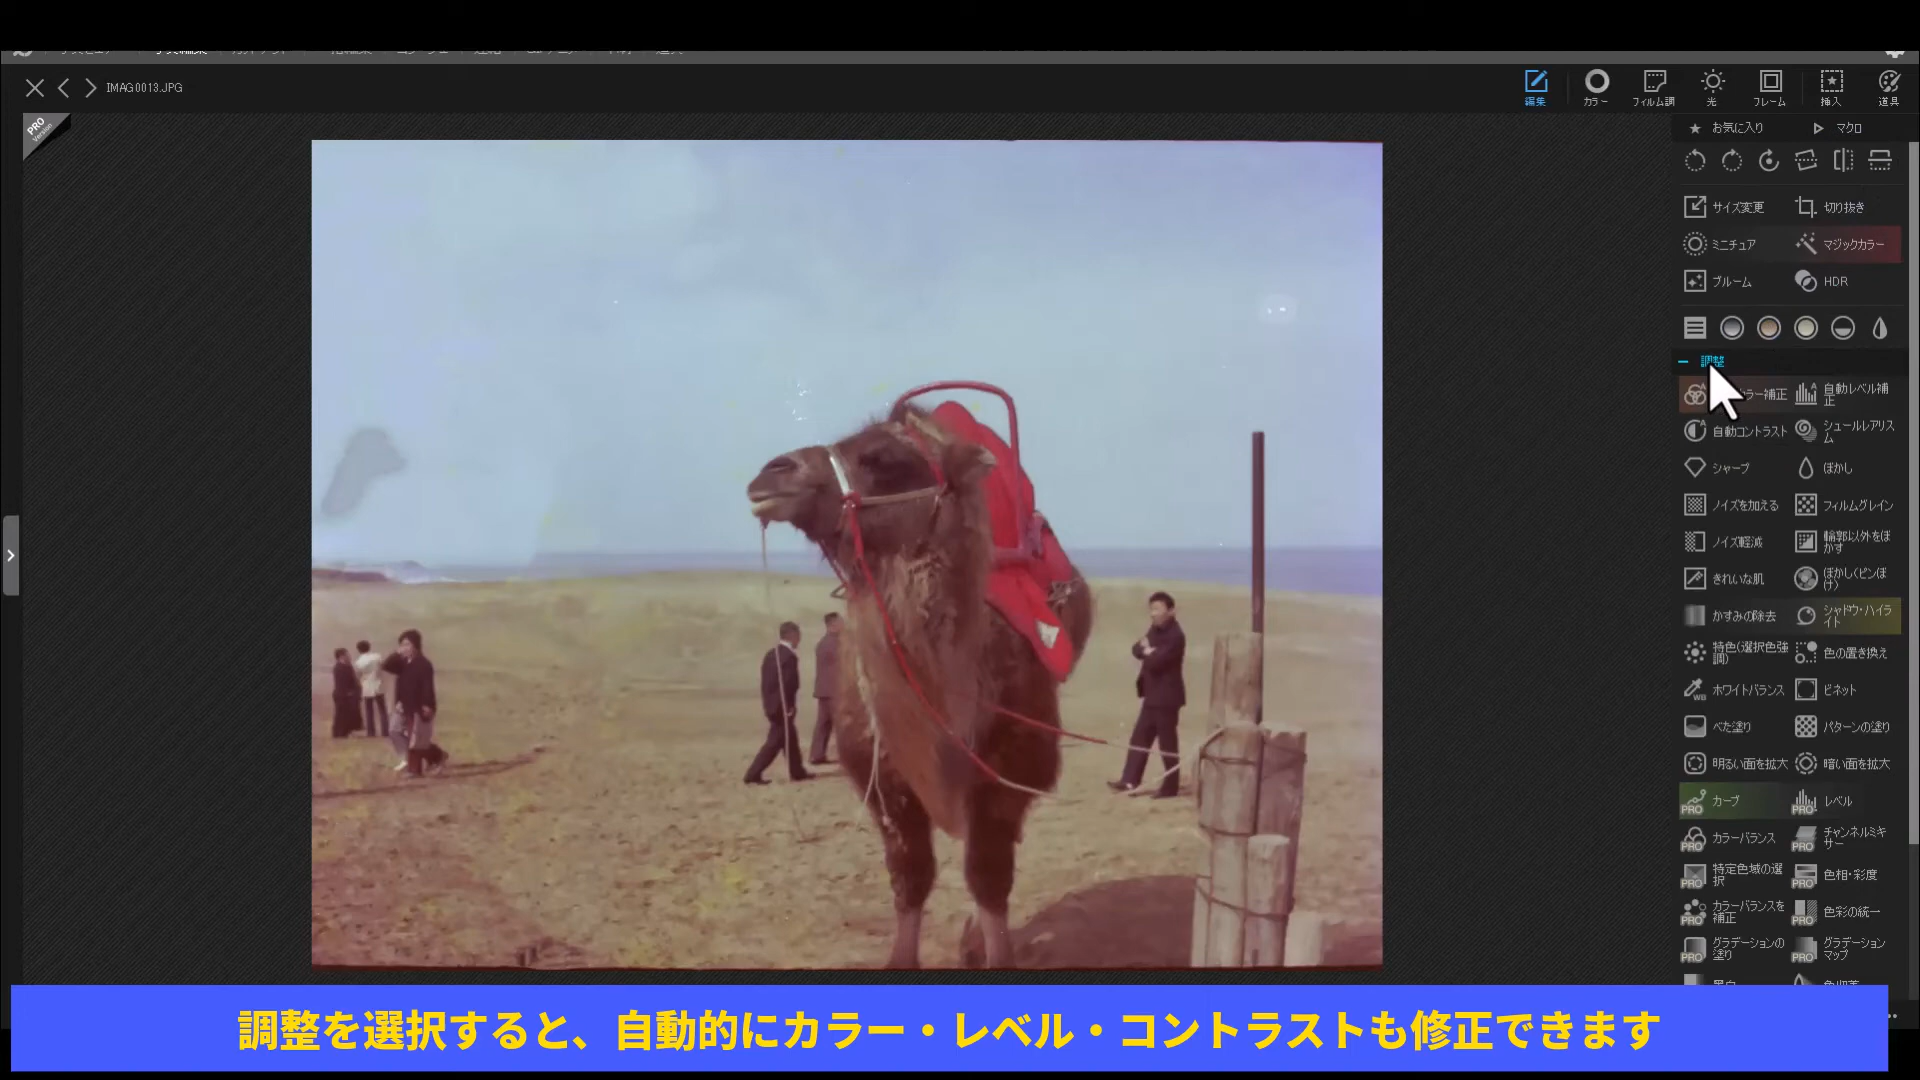 IMAG0013.JPG
編集
カラー
フィルム調
光
フレーム
挿入
道具
PRO
Version
お気に入り
マクロ
サイズ変更
切り抜き
ミニチュア
マジックカラー
ブルーム
HDR
調整
ラー補正
自動レベル補
正
自動コントラスト
シュールレアリス
ム
シャープ
ぼかし
ノイズを加える
フィルムグレイン
ノイズ軽減
輪郭以外をぼ
かす
きれいな肌
ぼかし(ピンぼ
け)
かすみの除去
シャドウ・ハイラ
イト
特色(選択色強
調)
色の置き換え
ホワイトバランス
ビネット
べた塗り
パターンの塗り
明るい面を拡大
暗い面を拡大
PRO
カーブ
PRO
レベル
PRO
カラーバランス
PRO
チャンネルミキ
サー
PRO
特定色域の選
択
PRO
色相・彩度
PRO
カラーバランスを
補正
PRO
色彩の統一
PRO
グラデーションの
塗り
PRO
グラデーション
マップ
調整を選択すると、自動的にカラー・レベル・コントラストも修正できます